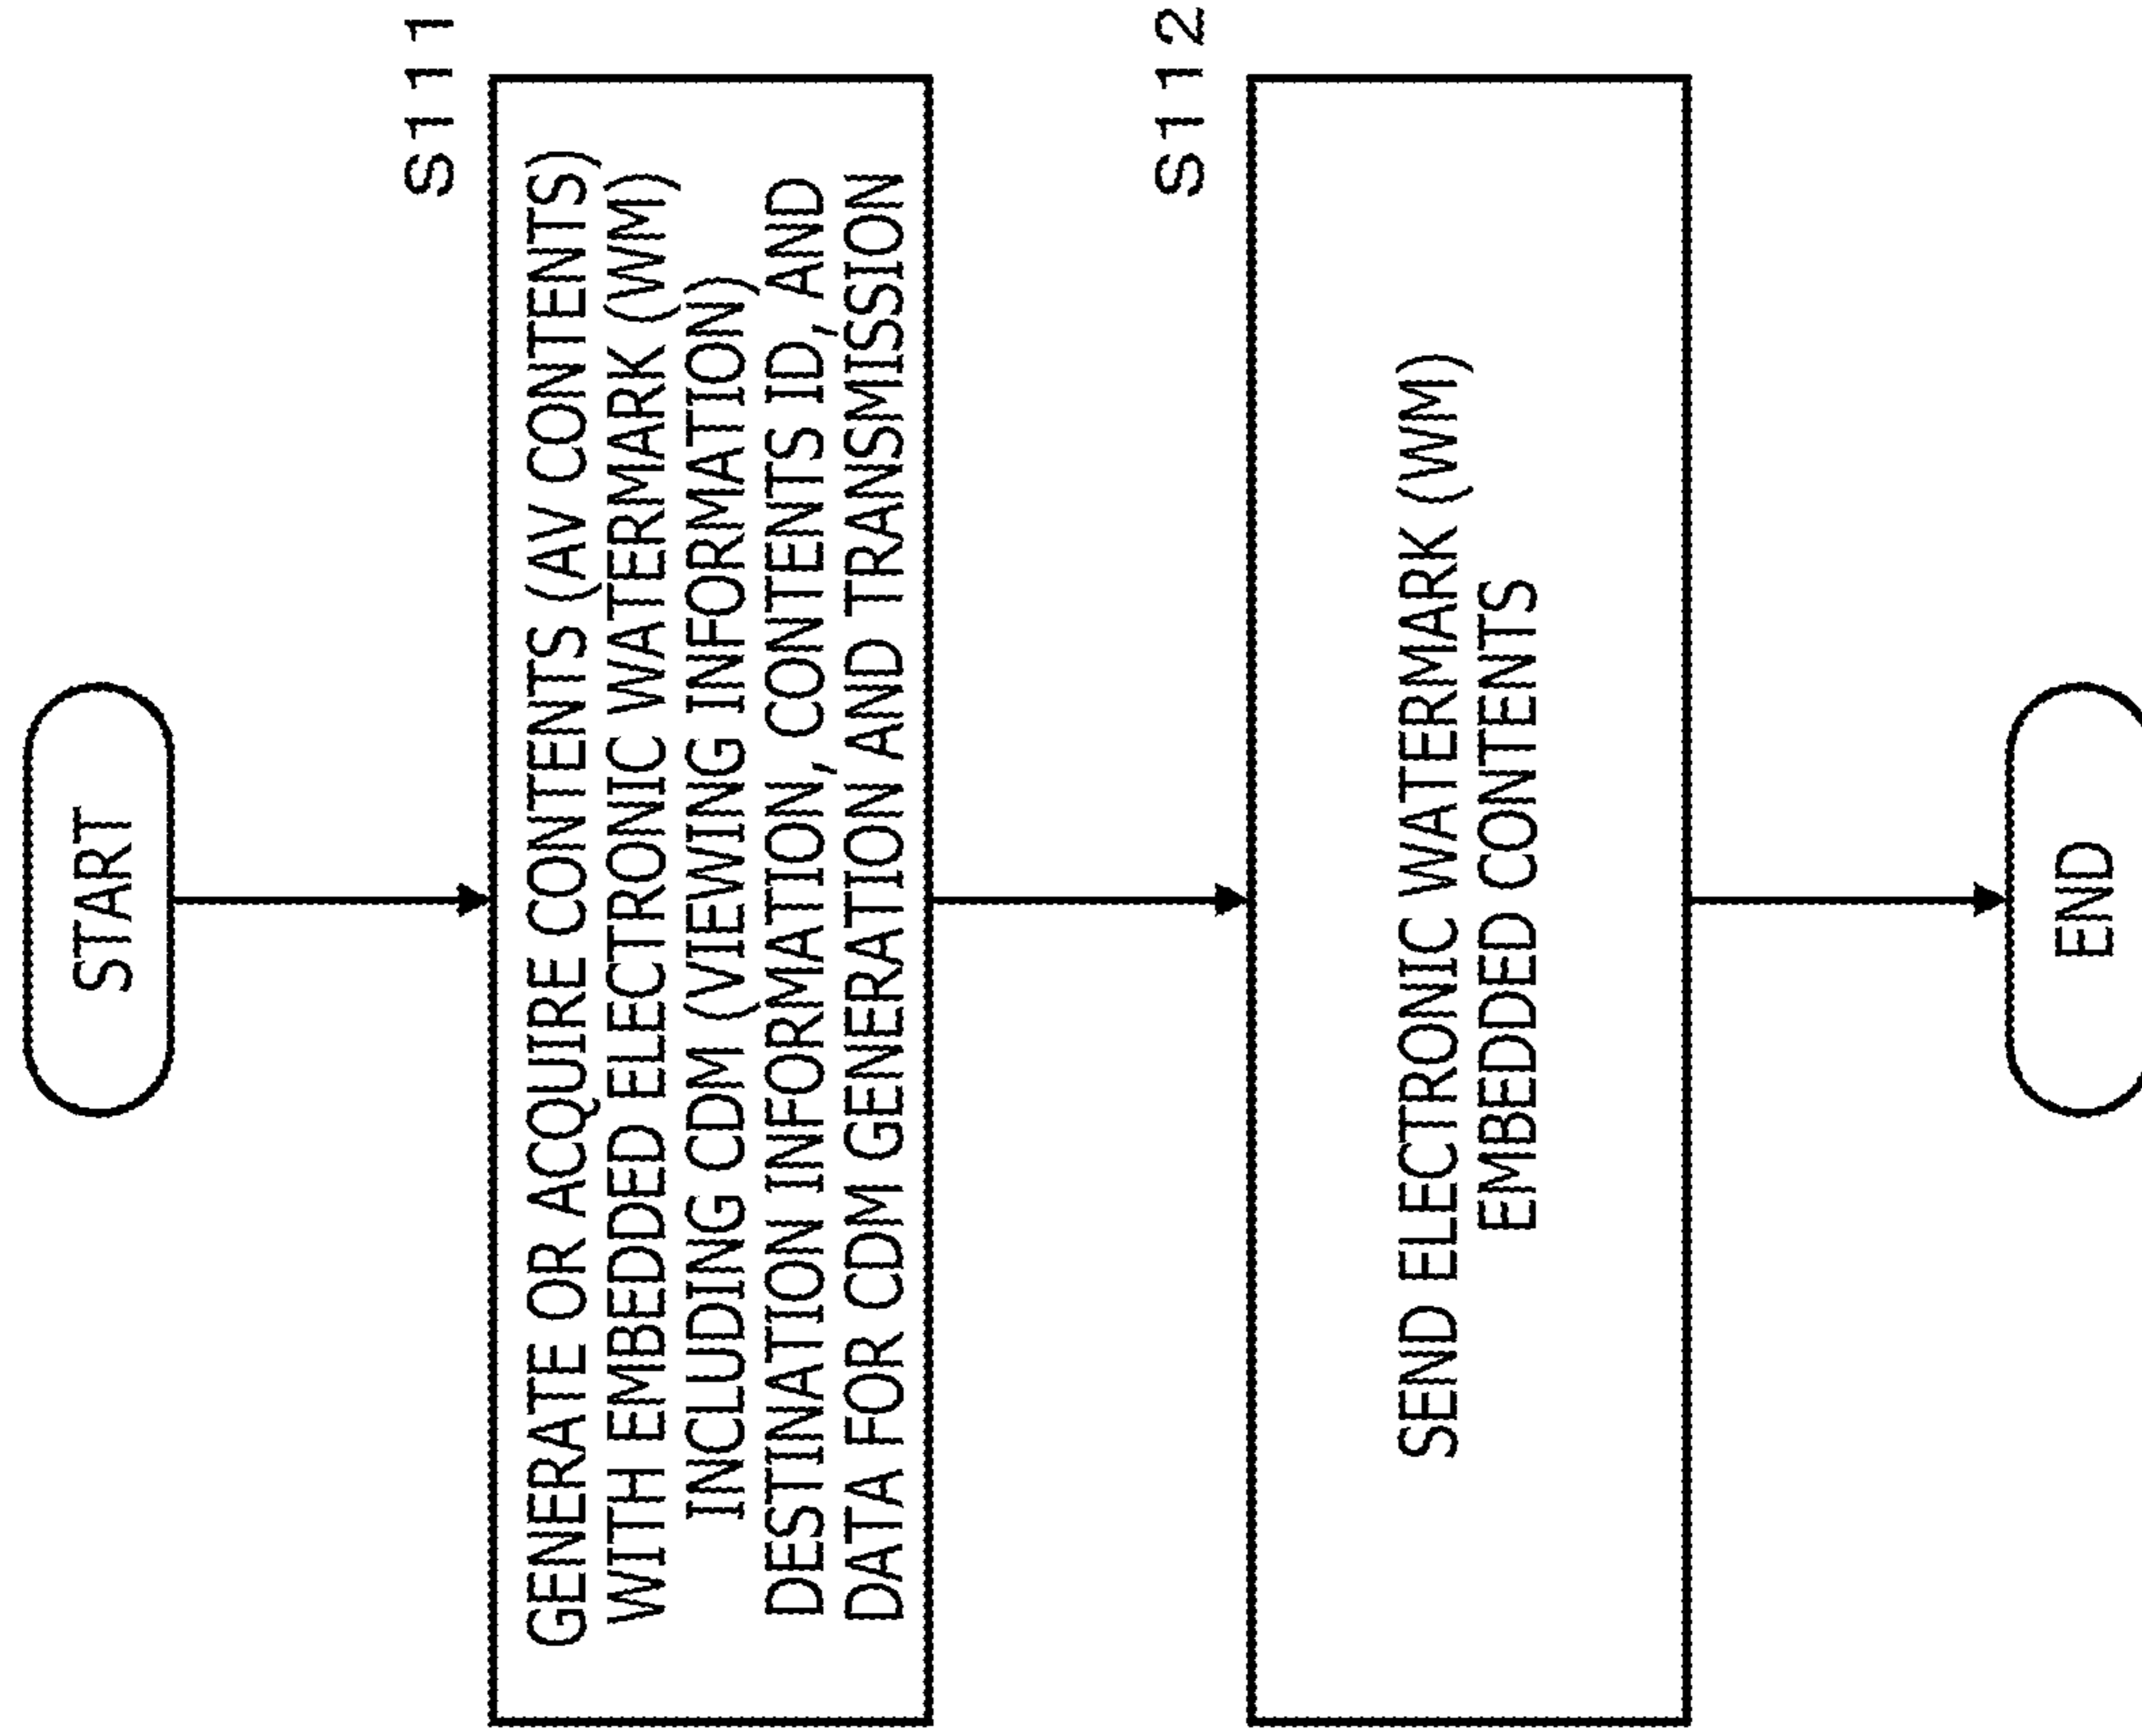 START
S111
GENERATE OR ACQUIRE CONTENTS (AV CONTENTS)
WITH EMBEDDED ELECTRONIC WATERMARK (WM)
INCLUDING CDM (VIEWING INFORMATION)
DESTINATION INFORMATION, CONTENTS ID, AND
DATA FOR CDM GENERATION AND TRANSMISSION
S112
SEND ELECTRONIC WATERMARK (WM)
EMBEDDED CONTENTS
END